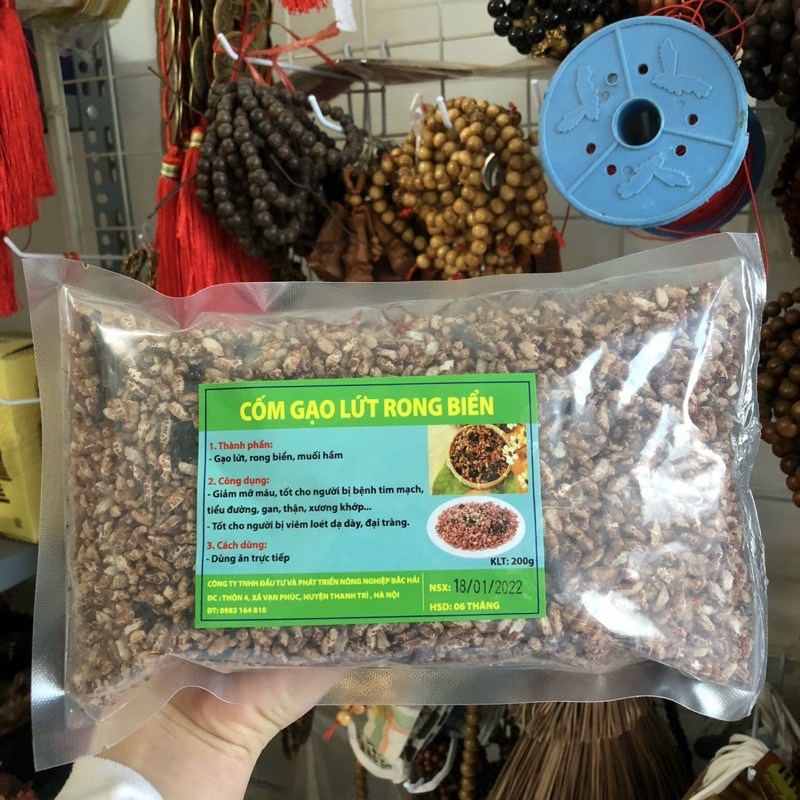 CỐM GẠO LỨT RONG BIỂN
1. Thành phần:
- Gạo lứt, rong biển, muối hầm
2. Công dụng:
- Giảm mỡ máu, tốt cho người bị bệnh tim mạch,
tiểu đường, gan, thận, xương khớp...
- Tốt cho người bị viêm loét dạ dày, đại tràng.
3. Cách dùng:
- Dùng ăn trực tiếp
KLT: 200g
CÔNG TY TNHH ĐẦU TƯ VÀ PHÁT TRIỂN NÔNG NGHIỆP BẮC HẢI
ĐC : THÔN 4, XÃ VẠN PHÚC, HUYỆN THANH TRÌ , HÀ NỘI
ĐT: 0983 164 810
NSX: 18/01/2022
HSD: 06 THÁNG